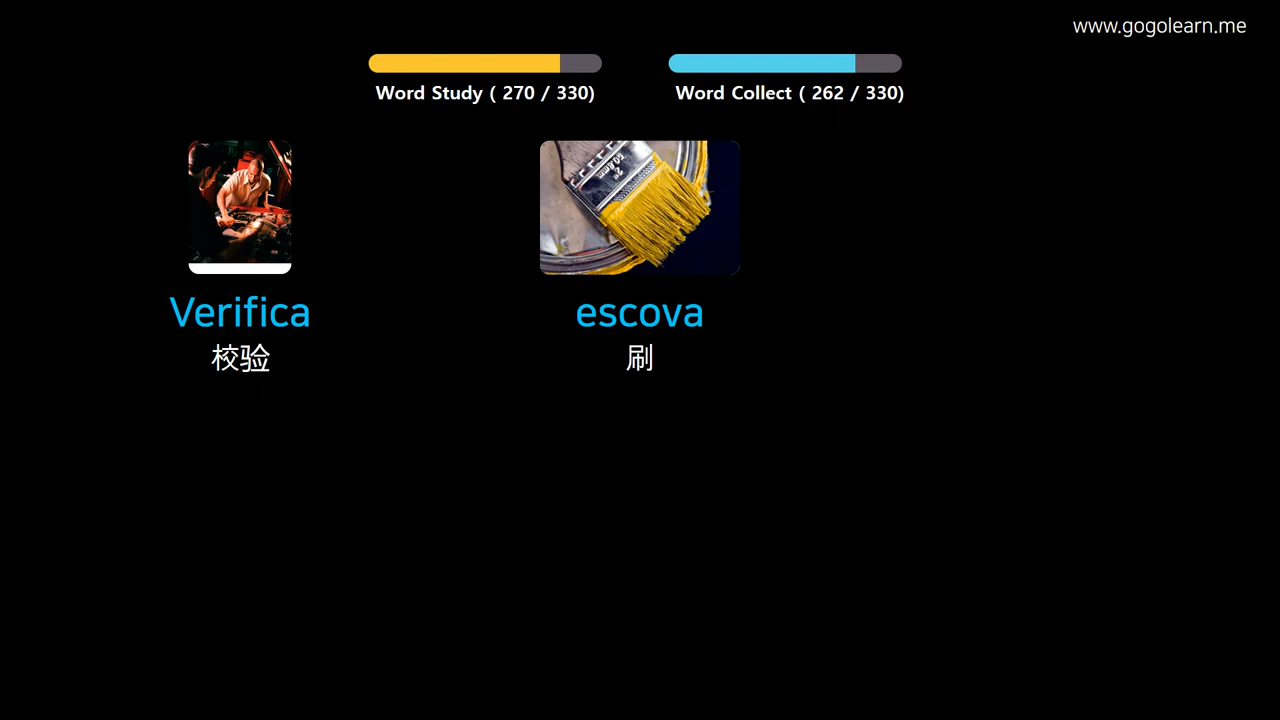 www.gogolearn.me
Word Study ( 270 / 330)
Word Collect ( 262 / 330)
Verifica
校验
escova
刷